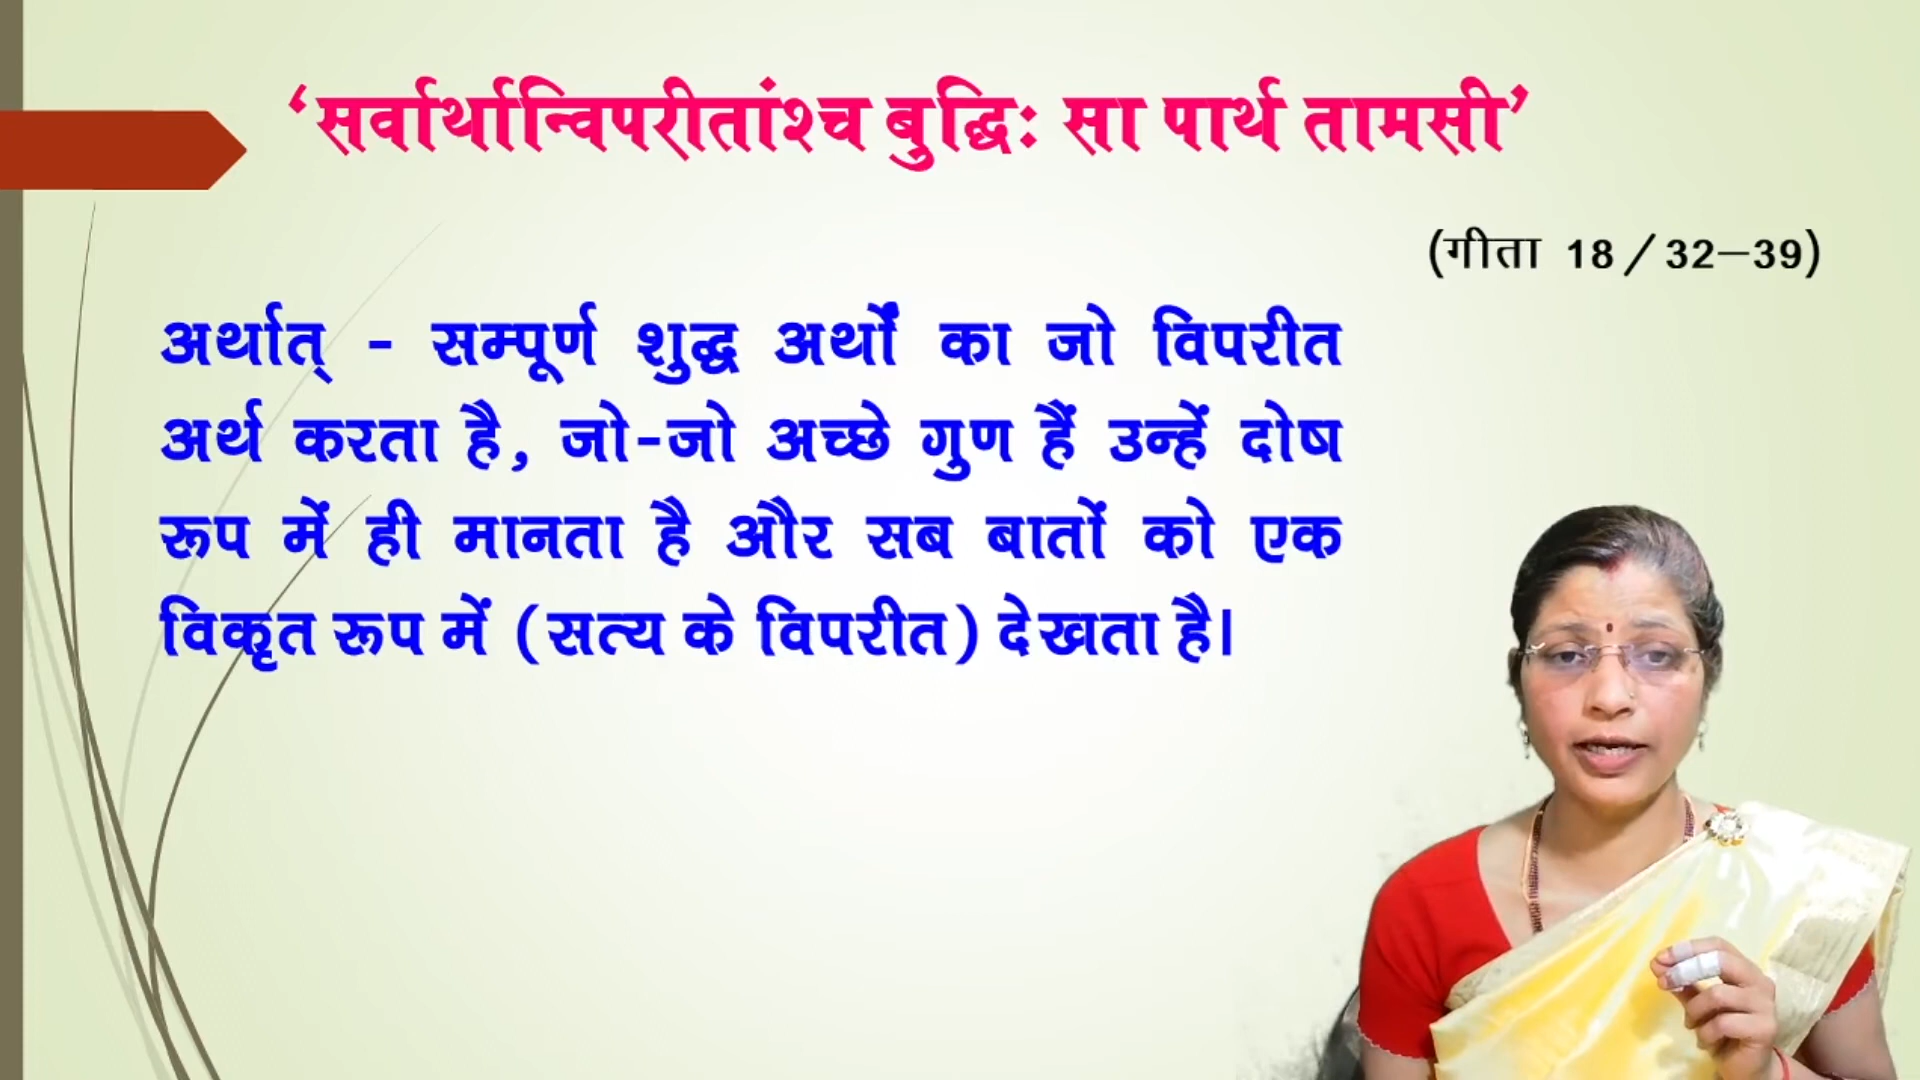 ‘सर्वार्थान्विपरीतांश्च बुद्धिः सा पार्थ तामसी’
(गीता 18/32–39)
अर्थात् - सम्पूर्ण शुद्ध अर्थों का जो विपरीत
अर्थ करता है, जो-जो अच्छे गुण हैं उन्हें दोष
रूप में ही मानता है और सब बातों को एक
विकृत रूप में (सत्य के विपरीत) देखता है।